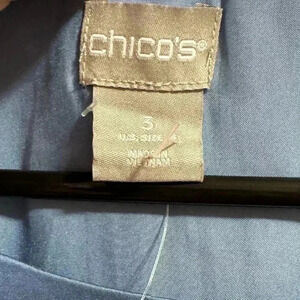 chico's®
3
U.S. SIZE
MADE IN
VIETNAM